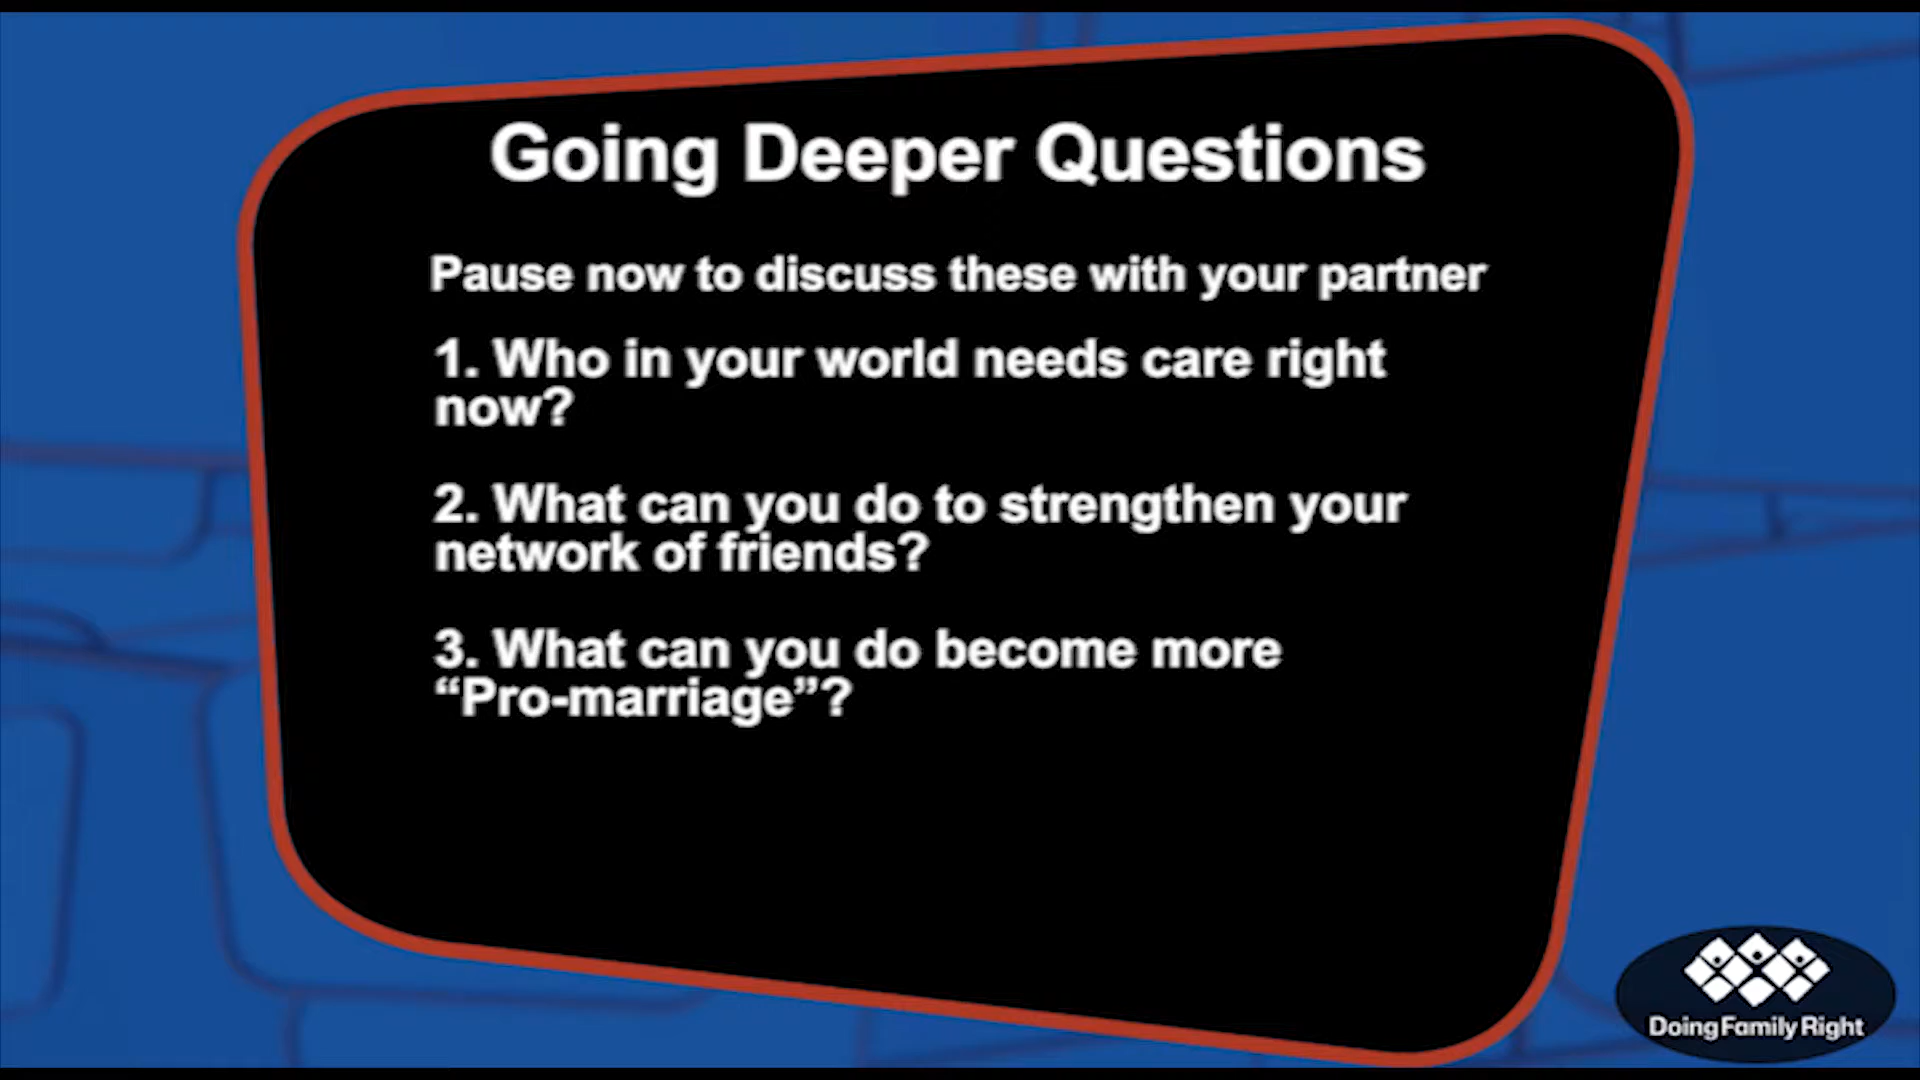 Going Deeper Questions
Pause now to discuss these with your partner
1. Who in your world needs care right
now?
2. What can you do to strengthen your
network of friends?
3. What can you do become more
“Pro-marriage”?
Doing Family Right